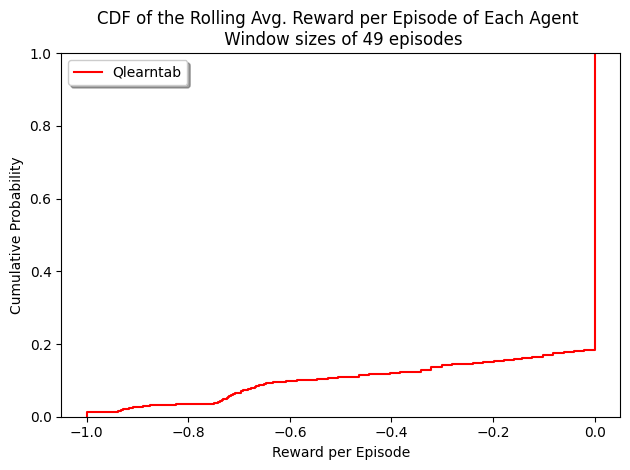 CDF of the Rolling Avg. Reward per Episode of Each Agent
Window sizes of 49 episodes
Qlearntab
Cumulative Probability
1.0
0.8
0.6
0.4
0.2
0.0
−1.0 −0.8 −0.6 −0.4 −0.2 0.0
Reward per Episode